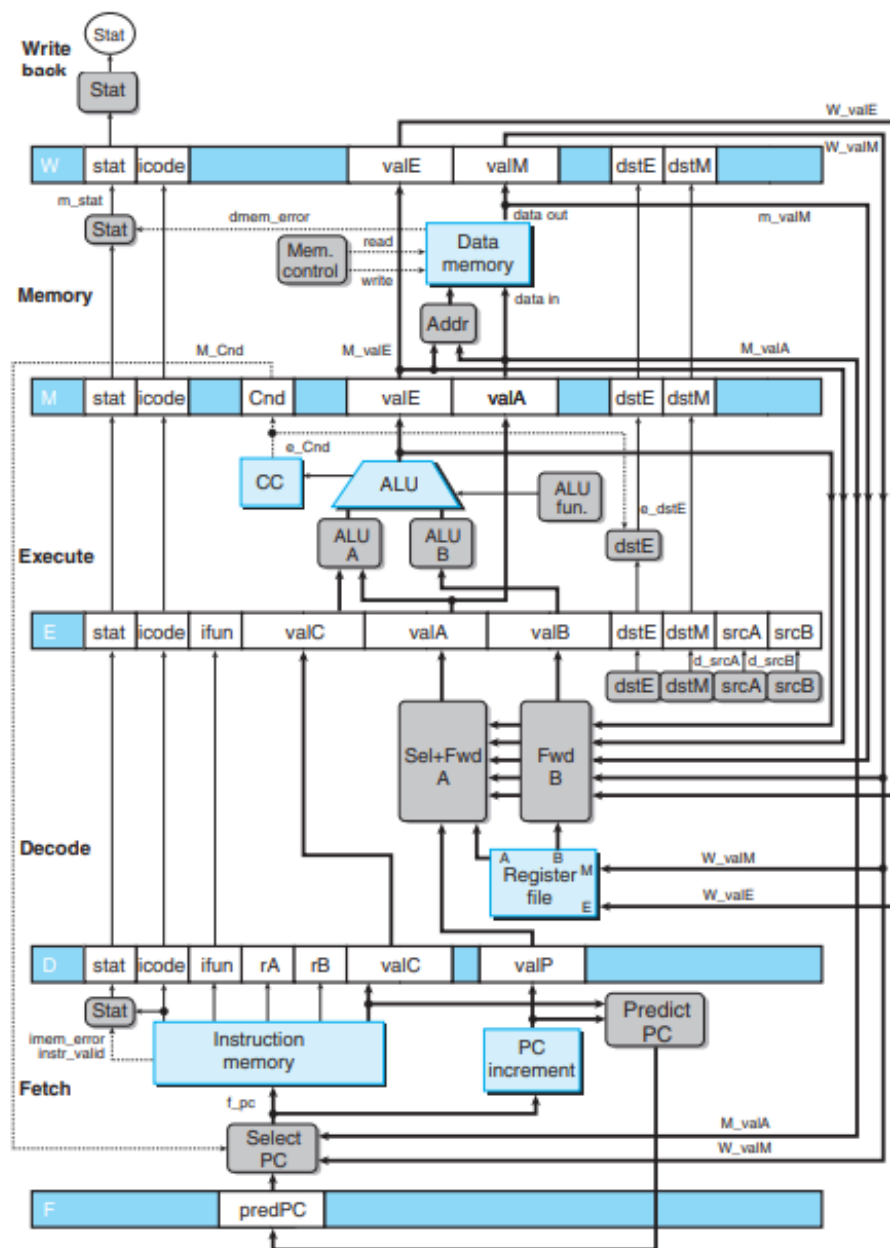 Stat
Write
back
Stat
W_valE
W_valM
W stat icode valE valM dstE dstM
m_stat
data out
m_valM
dmem_error
Stat
read
Mem.
control
write
Data
memory
Memory
data in
Addr
M_Cnd
M_valE
M_valA
M stat icode Cnd valE valA dstE dstM
e_Cnd
CC
ALU
ALU
fun.
e_dstE
ALU
A
ALU
B
dstE
Execute
E stat icode ifun valC valA valB dstE dstM srcA srcB
d_srcA d_srcB
dstE dstM srcA srcB
Sel+Fwd
A
Fwd
B
Decode
A B
M
Register
file
E
W_valM
W_valE
D stat icode ifun rA rB valC valP
Stat
Predict
PC
imem_error
instr_valid
Instruction
memory
PC
increment
Fetch
f_pc
M_valA
Select
PC
W_valM
F predPC